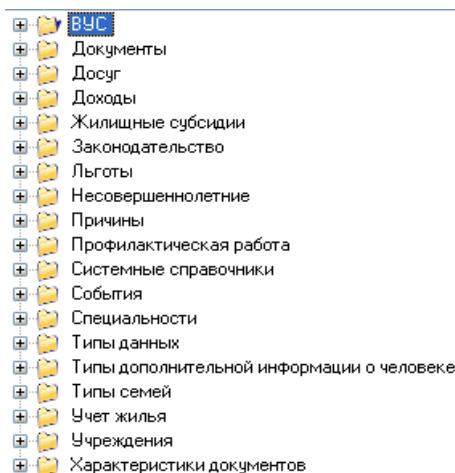 ВУС
Документы
Досуг
Доходы
Жилищные субсидии
Законодательство
Льготы
Несовершеннолетние
Причины
Профилактическая работа
Системные справочники
События
Специальности
Типы данных
Типы дополнительной информации о человеке
Типы семей
Учет жилья
Учреждения
Характеристики документов